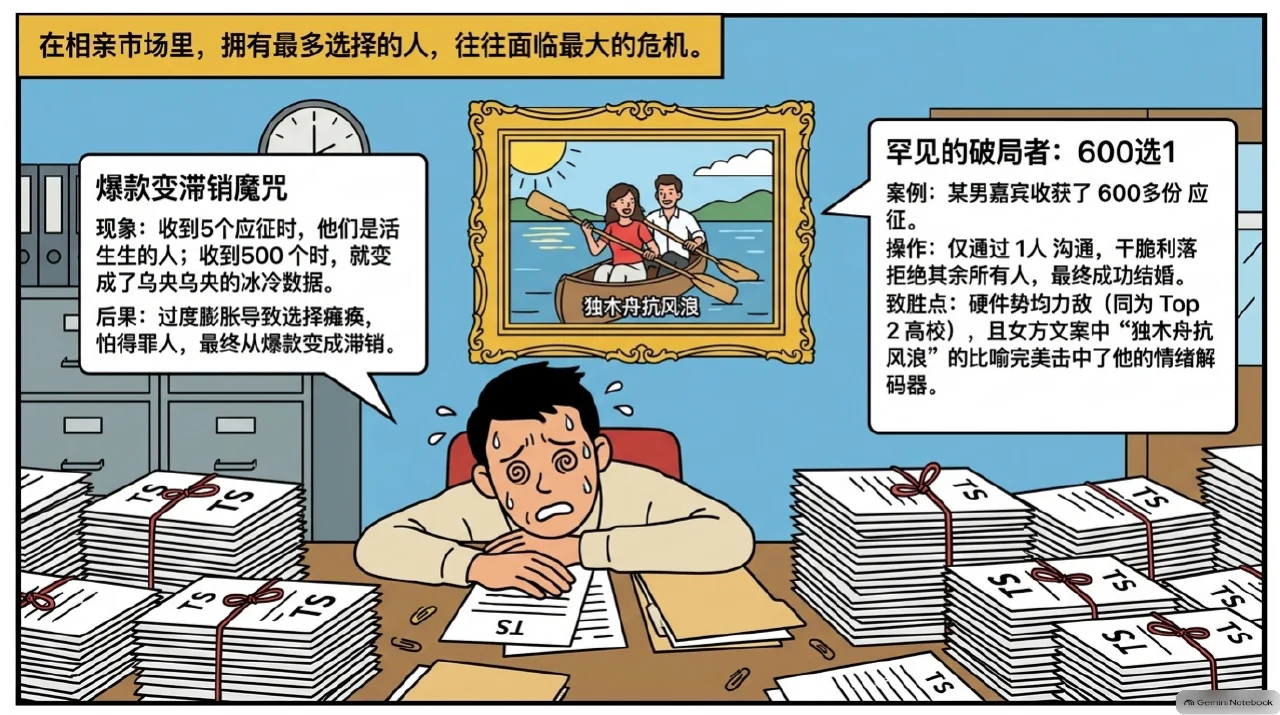 在相亲市场里，拥有最多选择的人，往往面临最大的危机。
爆款变滞销魔咒
现象：收到5个应征时，他们是活
生生的人；收到500 个时，就变
成了乌央乌央的冰冷数据。
后果：过度膨胀导致选择瘫痪，
怕得罪人，最终从爆款变成滞销。
独木舟抗风浪
罕见的破局者：600选1
案例：某男嘉宾收获了 600多份 应
征。
操作：仅通过 1人 沟通，干脆利落
拒绝其余所有人，最终成功结婚。
致胜点：硬件势均力敌（同为 Top
2 高校），且女方文案中“独木舟抗
风浪”的比喻完美击中了他的情绪解
码器。
TS
TS
TS
TS
TS
TS
TS
TS
TS
TS
TS
TS
TS
TS
Gemini Notebook